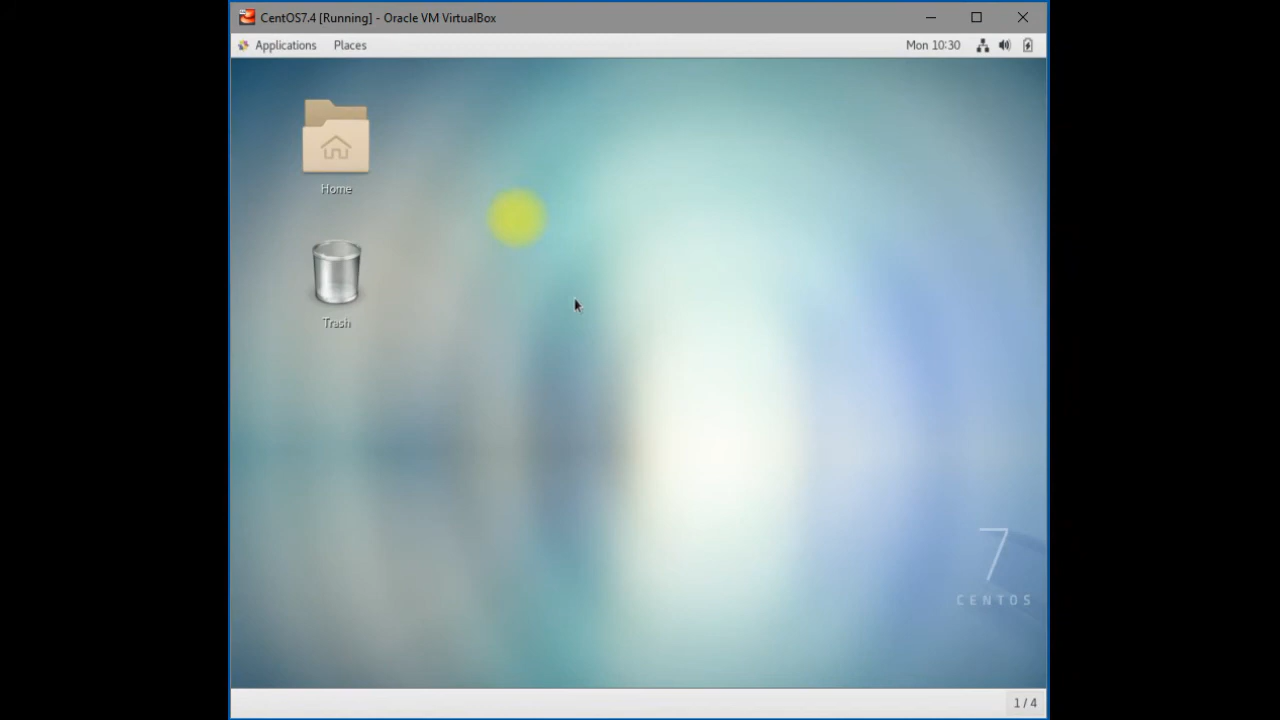 CentOS7.4 [Running] - Oracle VM VirtualBox
Applications Places Mon 10:30
Home
Trash
7
CENTOS
1 / 4